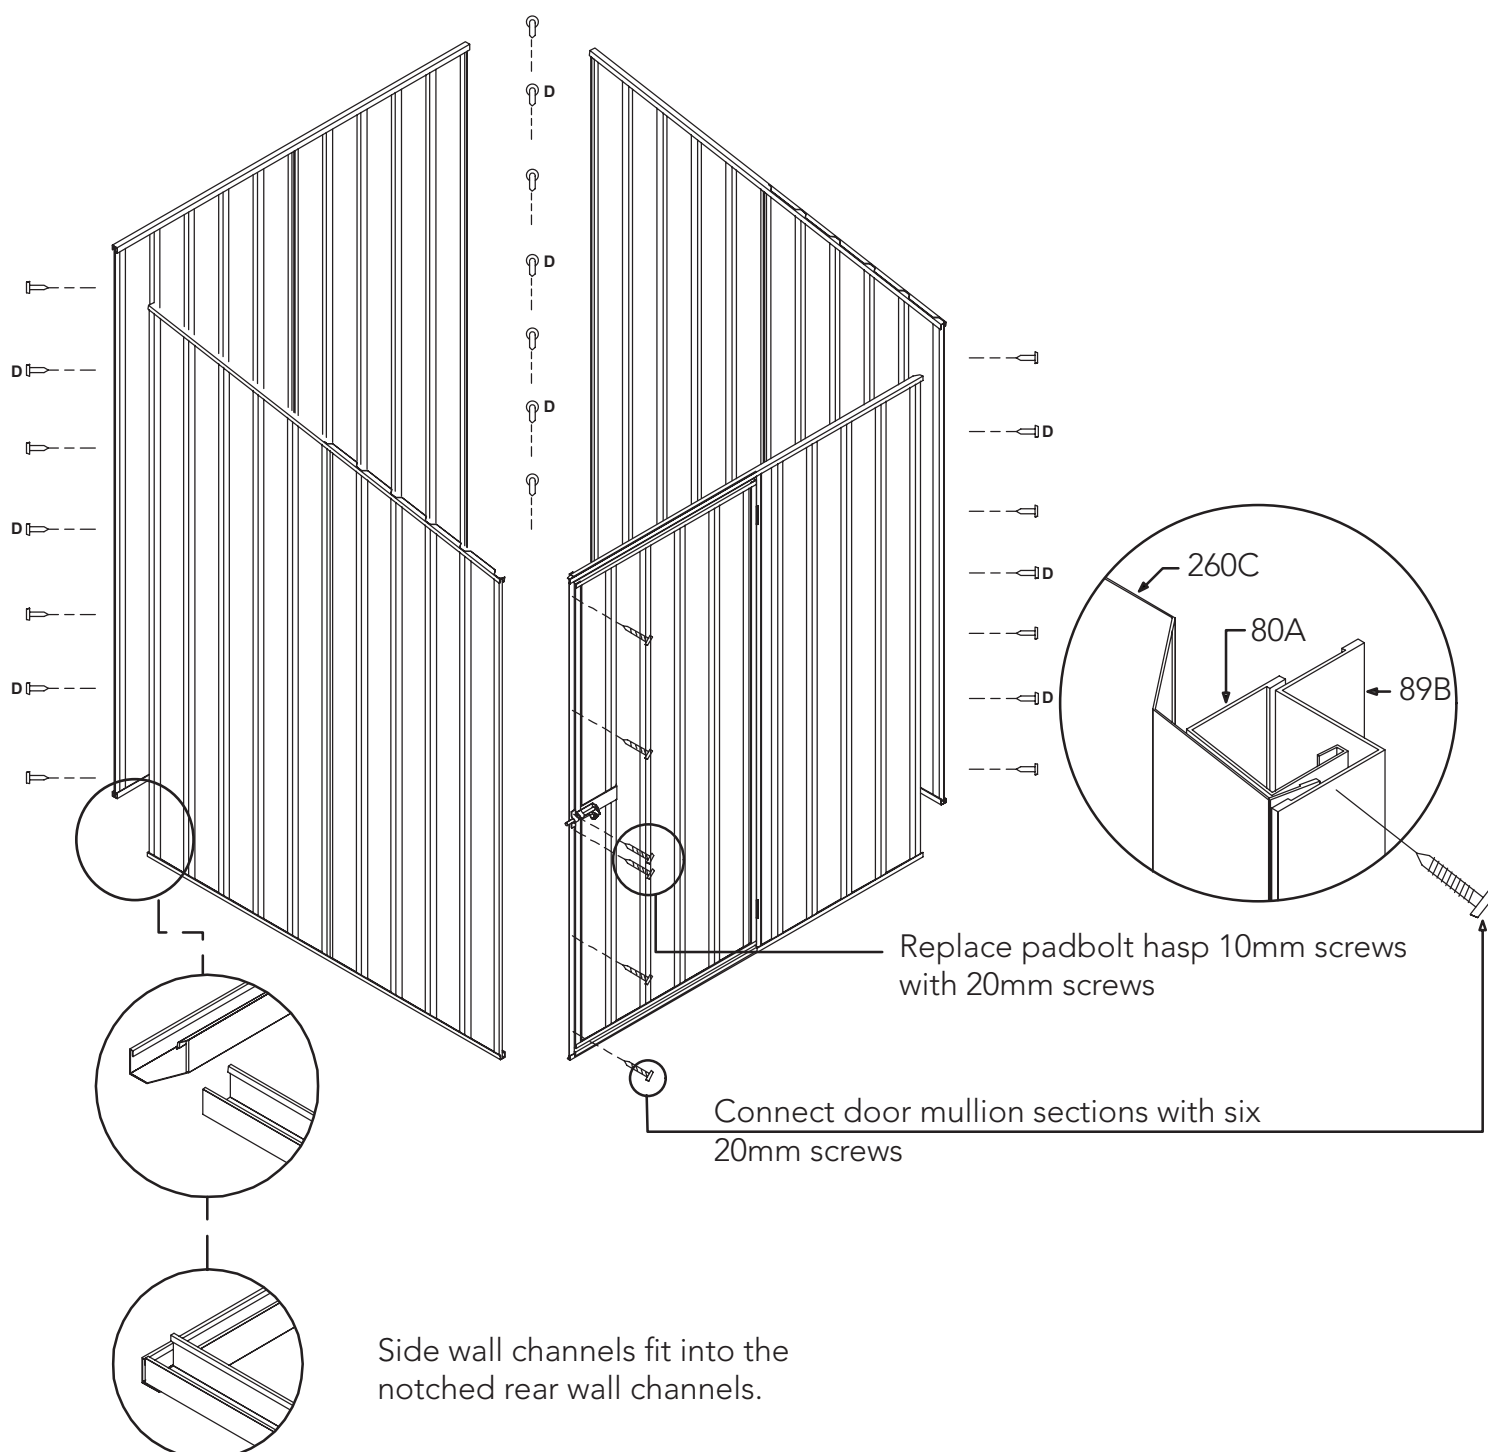 D
D
D
D
D
D
D
D
D
260C
80A
89B
Replace padbolt hasp 10mm screws
with 20mm screws
Connect door mullion sections with six
20mm screws
Side wall channels fit into the
notched rear wall channels.